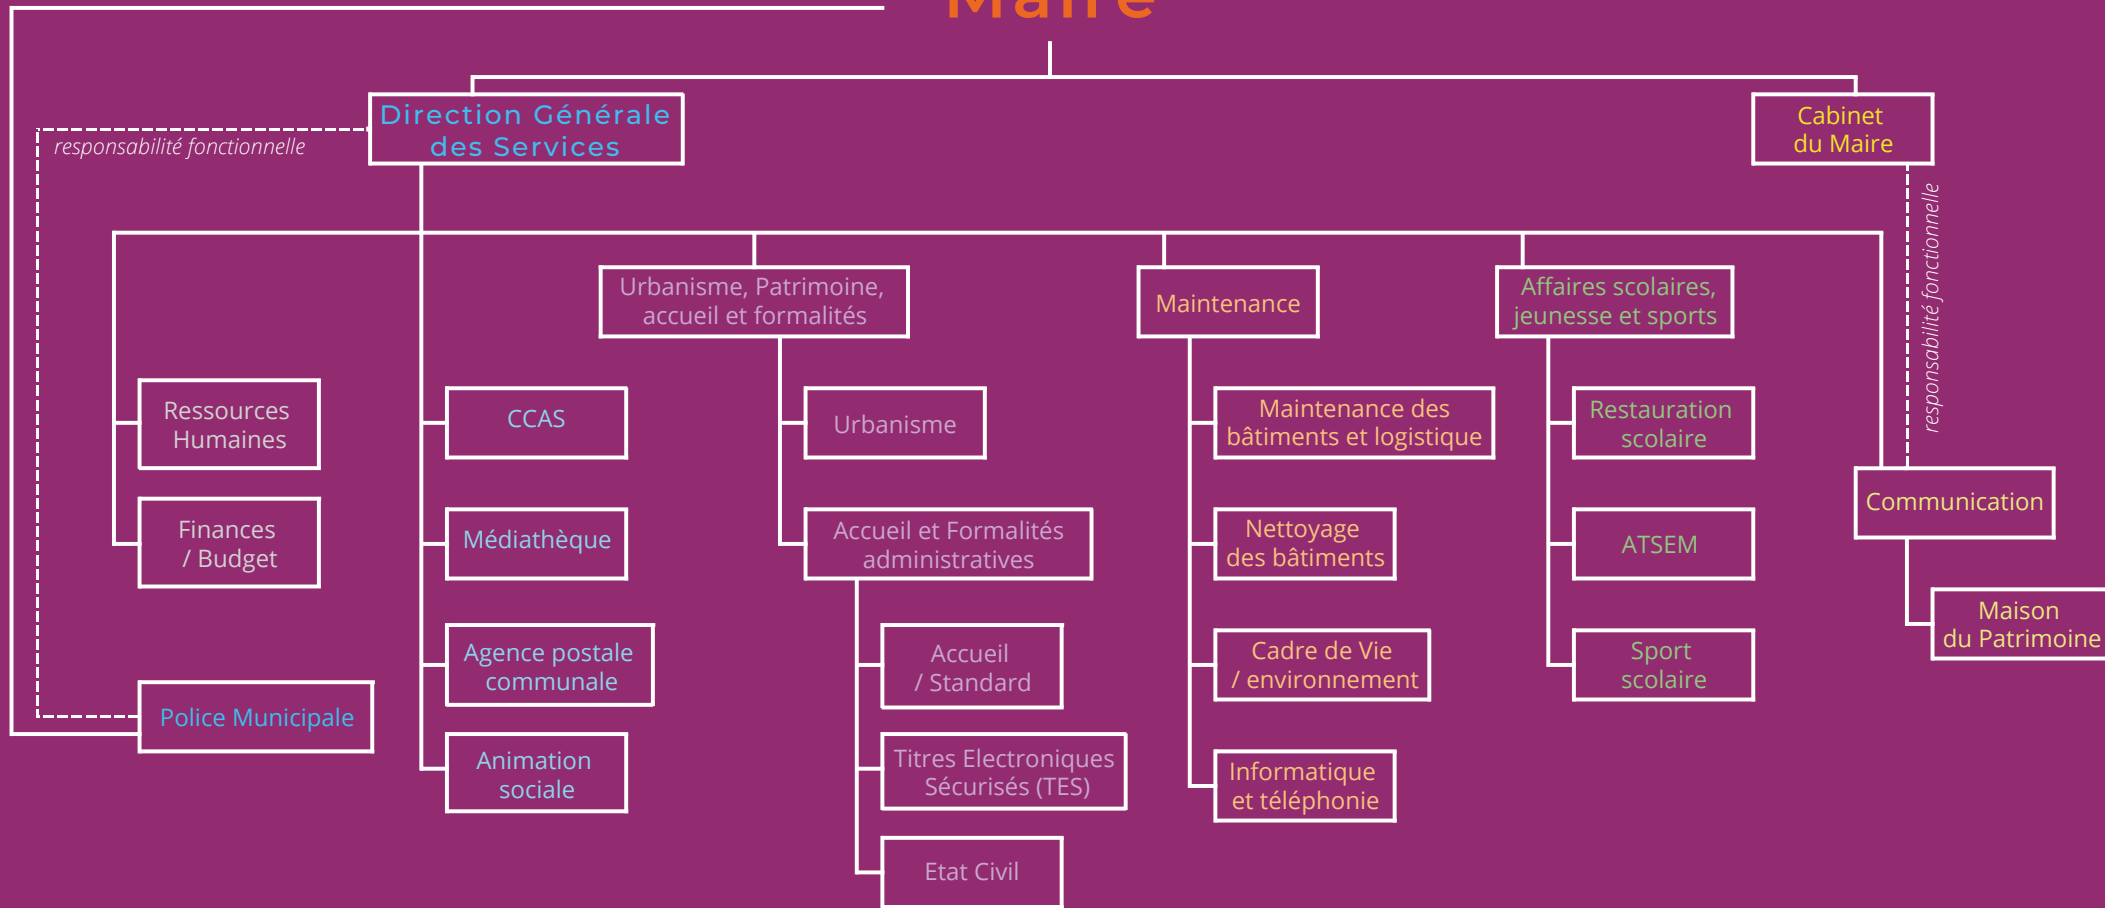 Maire
Direction Générale
des Services
Cabinet
du Maire
responsabilité fonctionnelle
responsabilité fonctionnelle
Urbanisme, Patrimoine,
accueil et formalités
Maintenance
Affaires scolaires,
jeunesse et sports
Ressources
Humaines
Finances
/ Budget
Police Municipale
CCAS
Médiathèque
Agence postale
communale
Animation
sociale
Urbanisme
Accueil et Formalités
administratives
Accueil
/ Standard
Titres Electroniques
Sécurisés (TES)
Etat Civil
Maintenance des
bâtiments et logistique
Nettoyage
des bâtiments
Cadre de Vie
/ environnement
Informatique
et téléphonie
Restauration
scolaire
ATSEM
Sport
scolaire
Communication
Maison
du Patrimoine